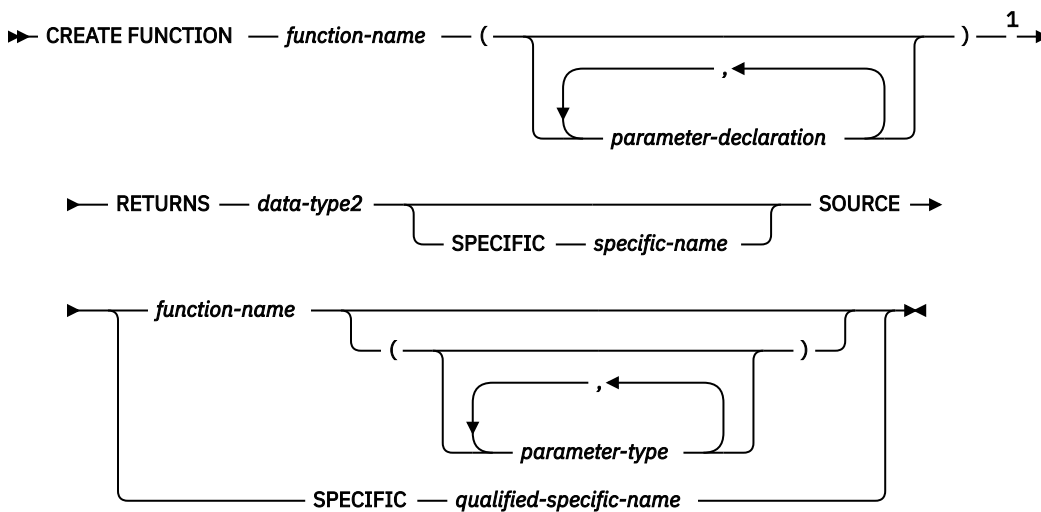 1
CREATE FUNCTION function-name ( )
,
parameter-declaration
RETURNS data-type2 SOURCE
SPECIFIC specific-name
function-name
( )
,
parameter-type
SPECIFIC qualified-specific-name